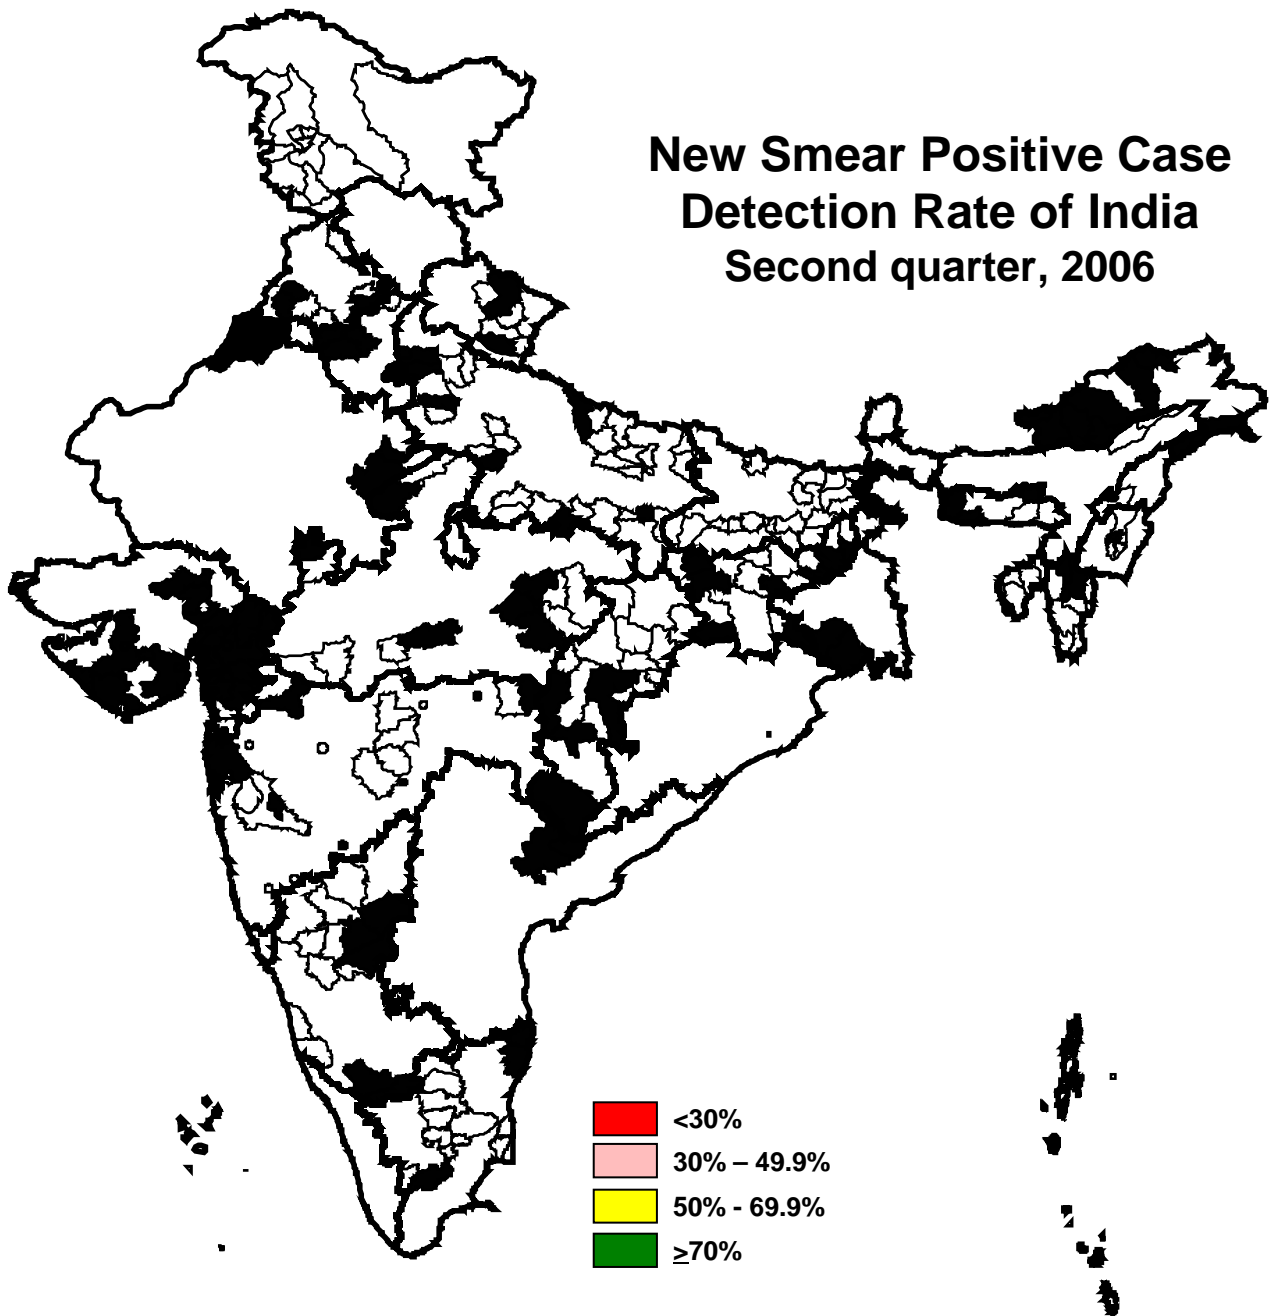 New Smear Positive Case
Detection Rate of India
Second quarter, 2006
<30%
30% – 49.9%
50% - 69.9%
≥70%